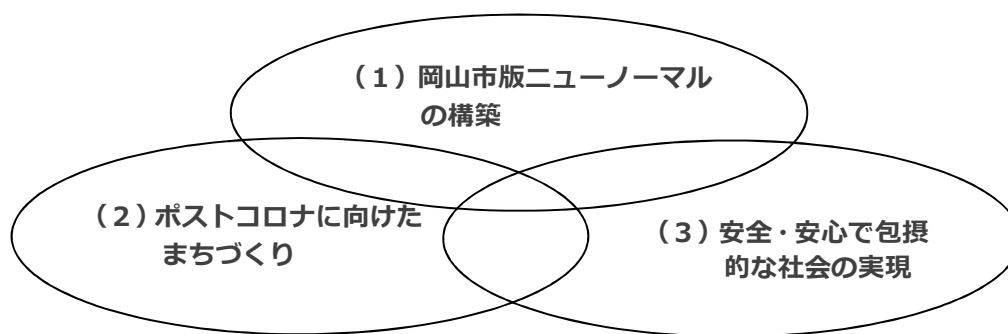 （１）岡山市版ニューノーマル
の構築
（２）ポストコロナに向けた
まちづくり
（３）安全・安心で包摂
的な社会の実現